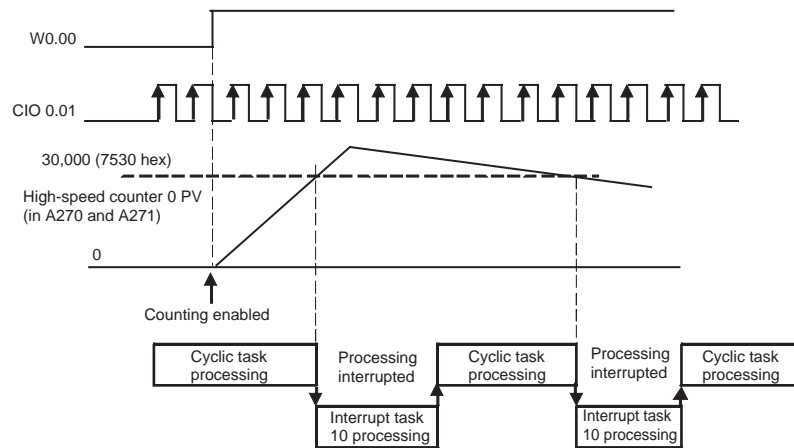 W0.00
CIO 0.01
30,000 (7530 hex)
High-speed counter 0 PV
(in A270 and A271)
0
Counting enabled
Cyclic task
processing
Processing
interrupted
Cyclic task
processing
Processing
interrupted
Cyclic task
processing
Interrupt task
10 processing
Interrupt task
10 processing